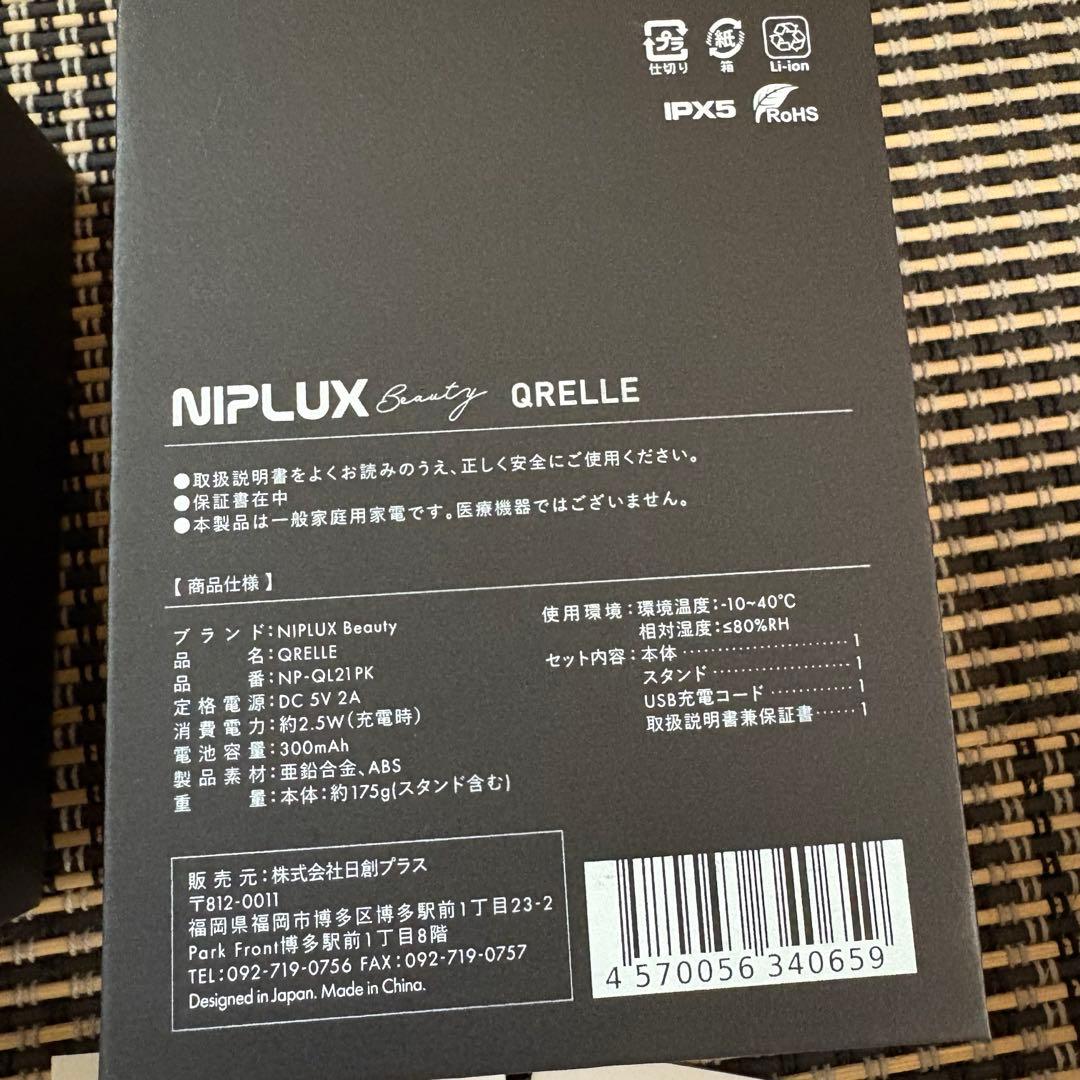 プラ 紙
仕切り 箱 Li-ion
IPX5 RoHS
NIPLUX Beauty QRELLE
●取扱説明書をよくお読みのうえ、正しく安全にご使用ください。
●保証書在中
●本製品は一般家庭用家電です。医療機器ではございません。
【 商品仕様 】
ブランド:NIPLUX Beauty
品名:QRELLE
品番:NP-QL21PK
定格電源:DC 5V 2A
消費電力:約2.5W(充電時)
電池容量:300mAh
製品素材:亜鉛合金、ABS
重量:本体:約175g(スタンド含む)
使用環境:環境温度:-10~40℃
相対湿度:≤80%RH
セット内容:本体 ························ 1
スタンド ···················· 1
USB充電コード ············ 1
取扱説明書兼保証書 ······ 1
販売元:株式会社日創プラス
〒812-0011
福岡県福岡市博多区博多駅前1丁目23-2
Park Front博多駅前1丁目8階
TEL:092-719-0756 FAX:092-719-0757
Designed in Japan. Made in China.
4 570056 340659